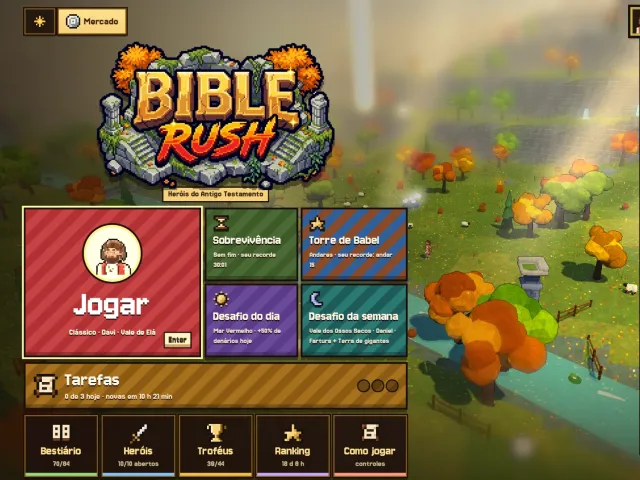 Mercado
BIBLE
RUSH
Heróis do Antigo Testamento
Jogar
Clássico · Davi · Vale de Elá
Enter
Sobrevivência
Sem fim · seu recorde
30:01
Torre de Babel
Andares · seu recorde: andar
15
Desafio do dia
Mar Vermelho · +50% de
denários hoje
Desafio da semana
Vale dos Ossos Secos · Daniel ·
Fartura + Terra de gigantes
Tarefas
0 de 3 hoje · novas em 10 h 21 min
Bestiário
70/84
Heróis
10/10 abertos
Troféus
38/44
Ranking
18 d 8 h
Como jogar
controles